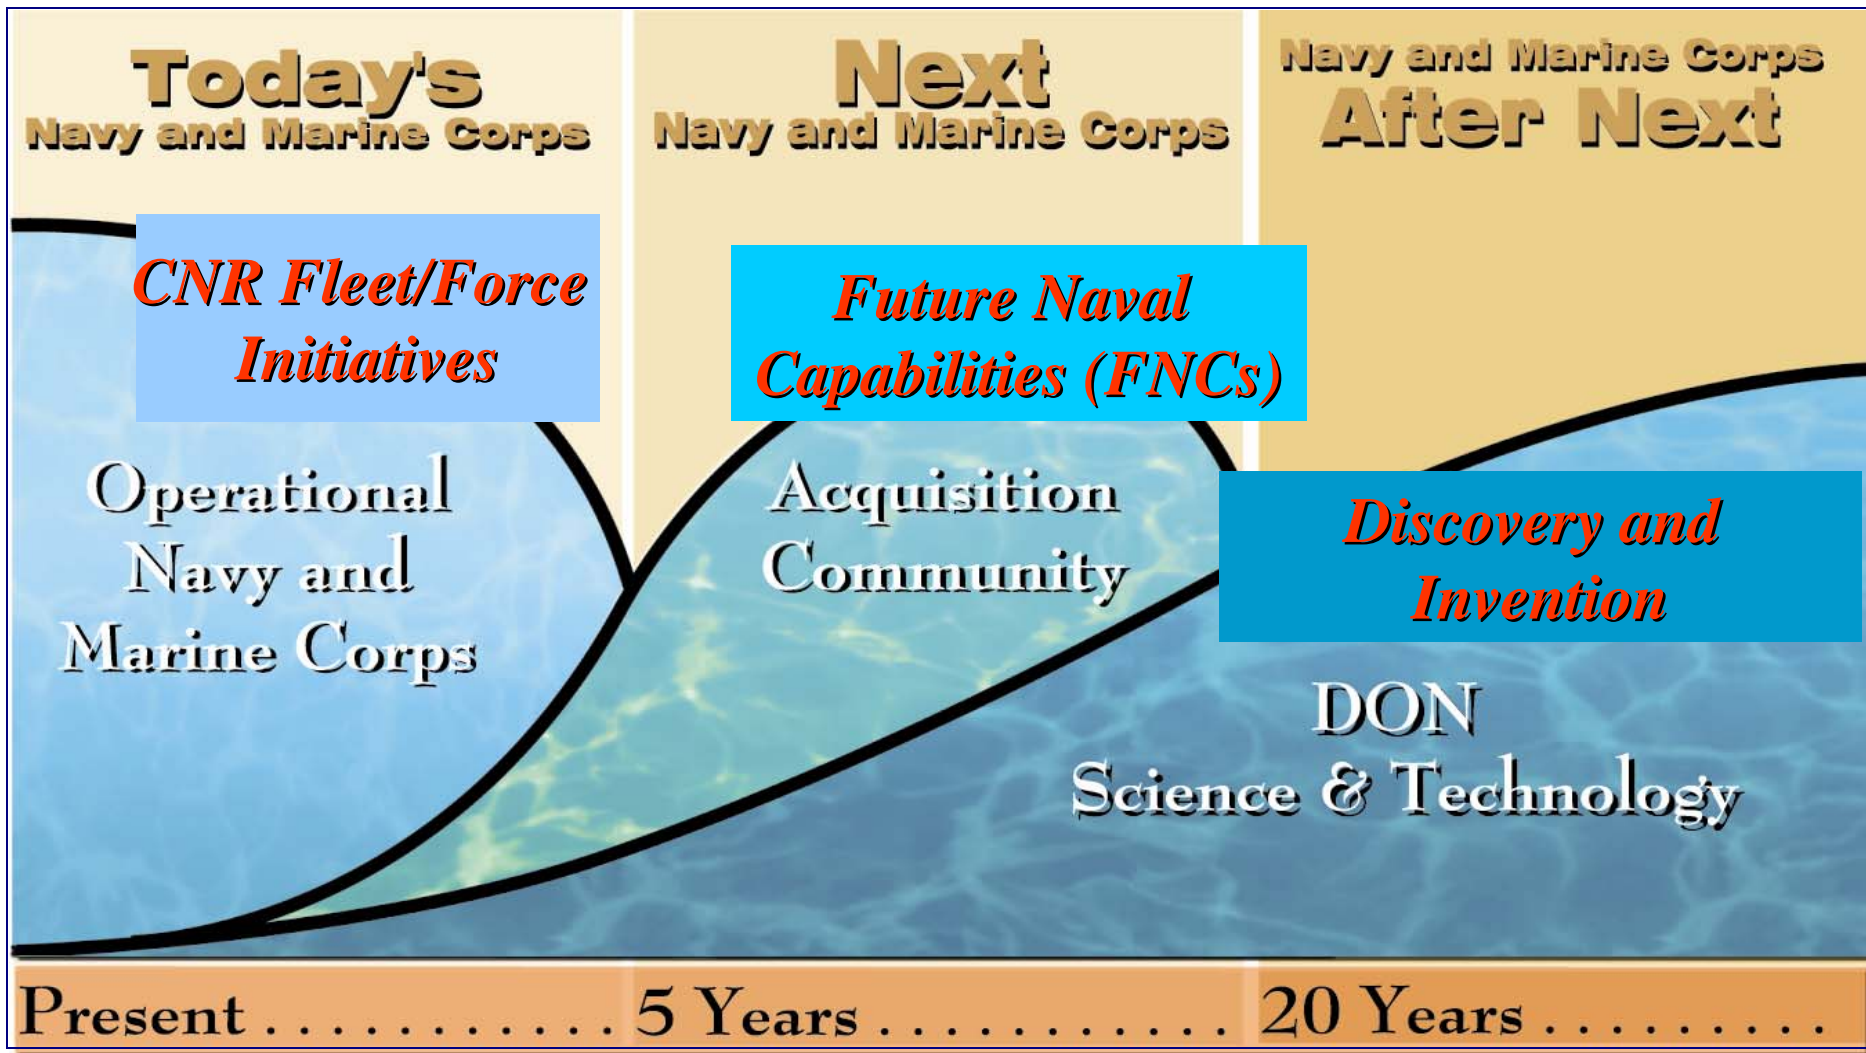 Today's
Navy and Marine Corps
Next
Navy and Marine Corps
Navy and Marine Corps
After Next
CNR Fleet/Force
Initiatives
Future Naval
Capabilities (FNCs)
Operational
Navy and
Marine Corps
Acquisition
Community
Discovery and
Invention
DON
Science & Technology
Present . . . . . . . . . . . 5 Years . . . . . . . . . . . 20 Years . . . . . . . . .